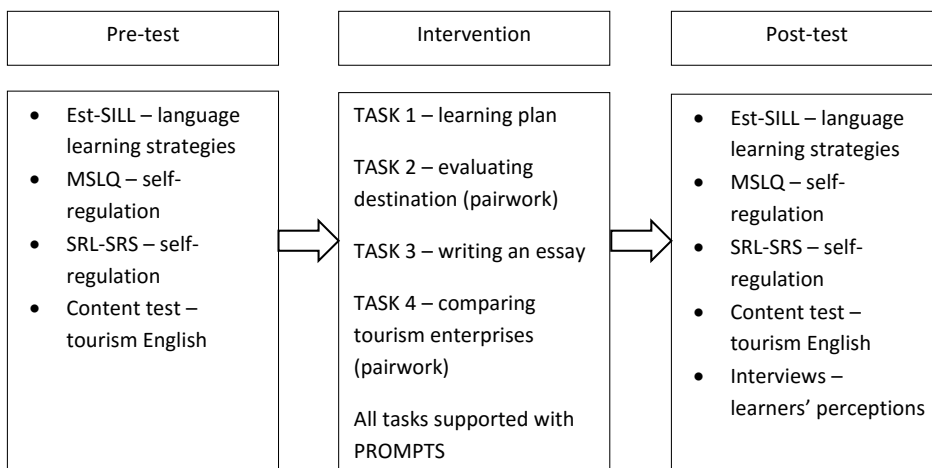 Pre-test
Intervention
Post-test
• Est-SILL – language
learning strategies
• MSLQ – self-
regulation
• SRL-SRS – self-
regulation
• Content test –
tourism English
TASK 1 – learning plan
TASK 2 – evaluating
destination (pairwork)
TASK 3 – writing an essay
TASK 4 – comparing
tourism enterprises
(pairwork)
All tasks supported with
PROMPTS
• Est-SILL – language
learning strategies
• MSLQ – self-
regulation
• SRL-SRS – self-
regulation
• Content test –
tourism English
• Interviews –
learners’ perceptions